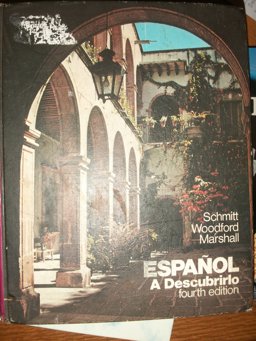 Schmitt
Woodford
Marshall
ESPAÑOL
A Descubrirlo
fourth edition